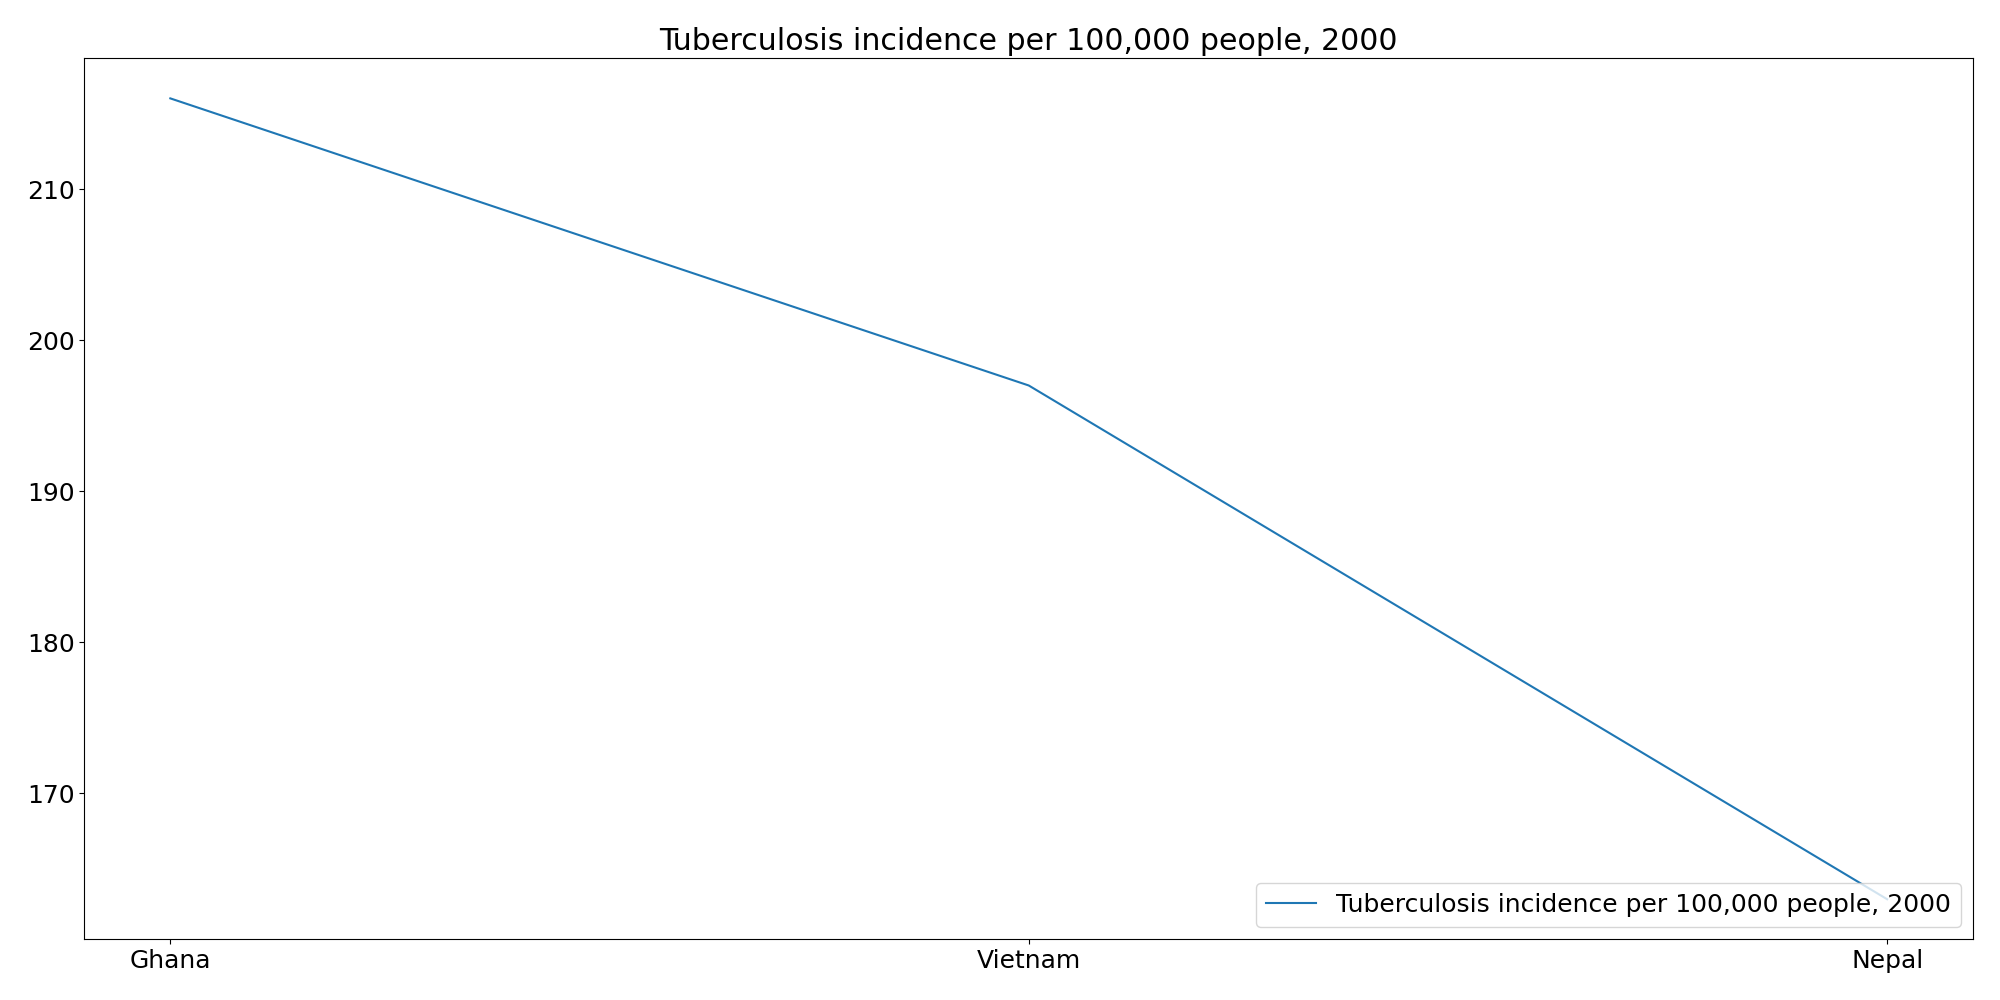 Tuberculosis incidence per 100,000 people, 2000
210
200
190
180
170
Tuberculosis incidence per 100,000 people, 2000
Ghana Vietnam Nepal